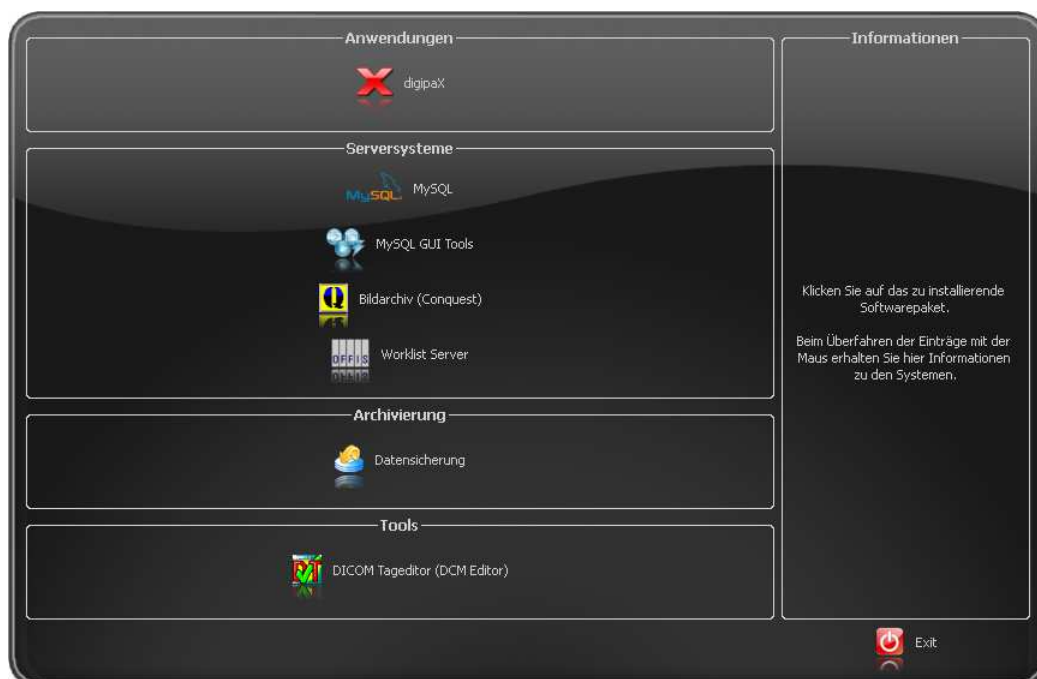 Anwendungen
digipaX
Serversysteme
MySQL. MySQL
MySQL GUI Tools
Bildarchiv (Conquest)
OFFIS Worklist Server
Archivierung
Datensicherung
Tools
DICOM Tageditor (DCM Editor)
Informationen
Klicken Sie auf das zu installierende
Softwarepaket.
Beim Überfahren der Einträge mit der
Maus erhalten Sie hier Informationen
zu den Systemen.
Exit